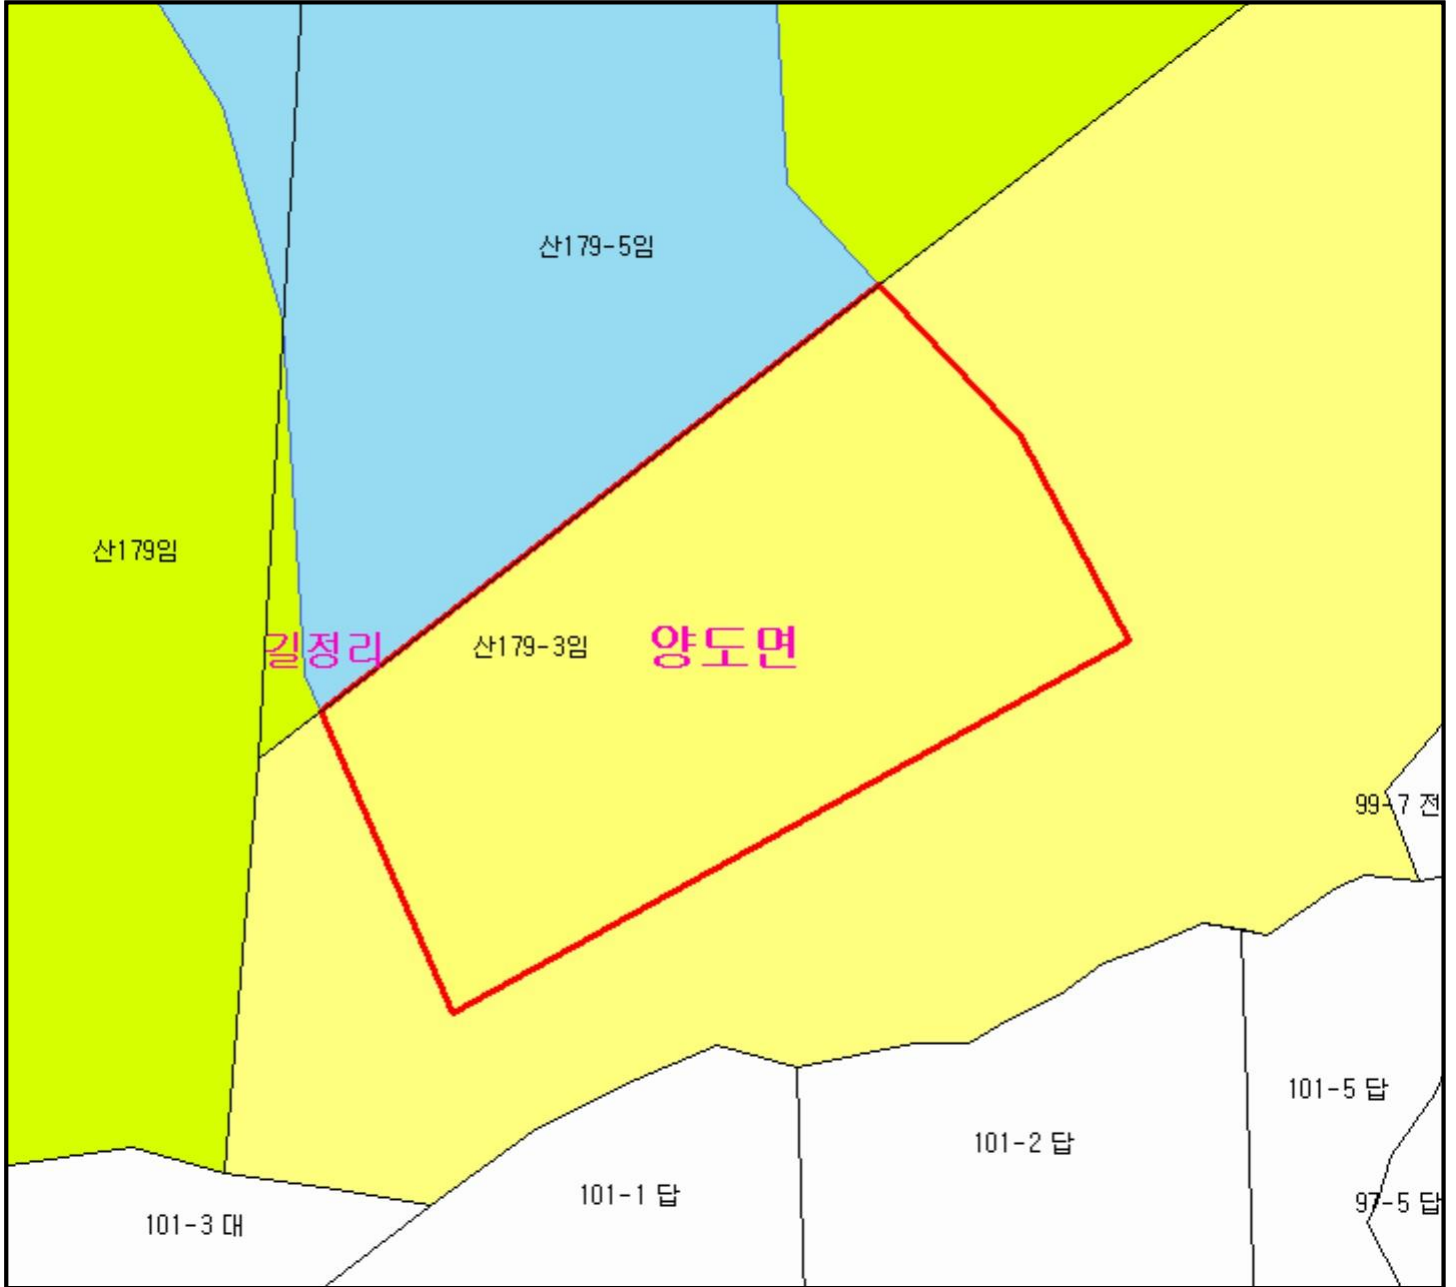 산179-5임
산179임
길정리
산179-3임
양도면
99-7 전
101-5 답
101-2 답
101-1 답
97-5 답
101-3 대